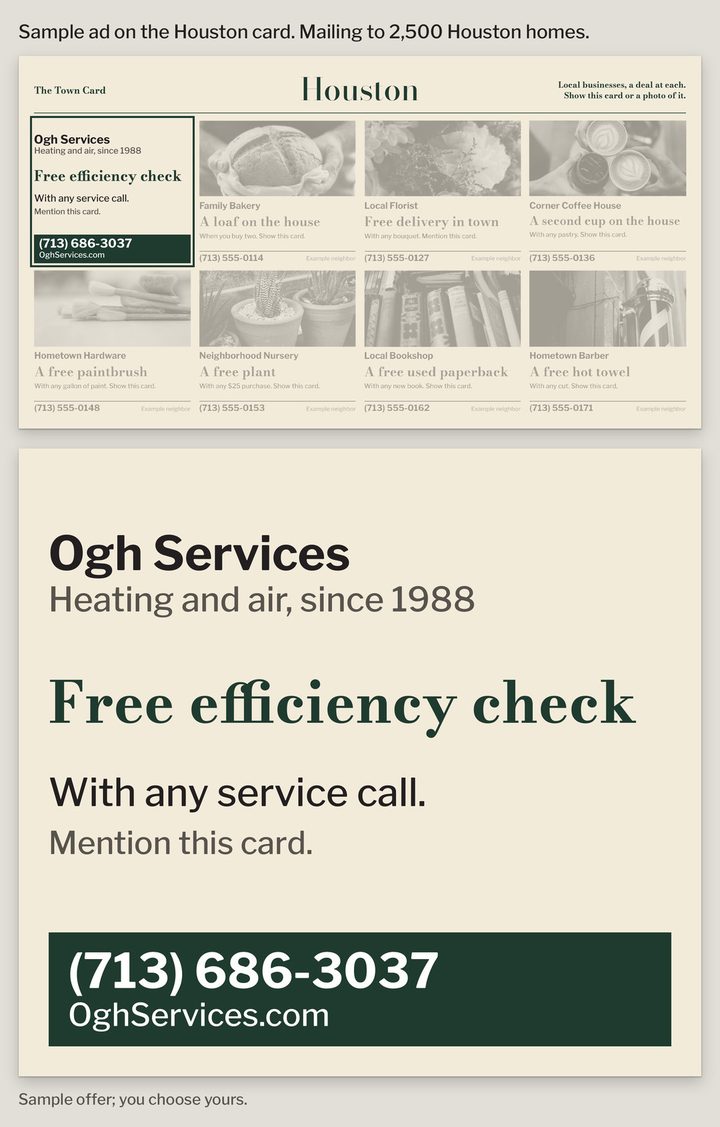 Sample ad on the Houston card. Mailing to 2,500 Houston homes.
The Town Card
Houston
Local businesses, a deal at each.
Show this card or a photo of it.
Ogh Services
Heating and air, since 1988
Free efficiency check
With any service call.
Mention this card.
(713) 686-3037
OghServices.com
Family Bakery
A loaf on the house
When you buy two. Show this card.
(713) 555-0114
Example neighbor
Local Florist
Free delivery in town
With any bouquet. Mention this card.
(713) 555-0127
Example neighbor
Corner Coffee House
A second cup on the house
With any pastry. Show this card.
(713) 555-0136
Example neighbor
Hometown Hardware
A free paintbrush
With any gallon of paint. Show this card.
(713) 555-0148
Example neighbor
Neighborhood Nursery
A free plant
With any $25 purchase. Show this card.
(713) 555-0153
Example neighbor
Local Bookshop
A free used paperback
With any new book. Show this card.
(713) 555-0162
Example neighbor
Hometown Barber
A free hot towel
With any cut. Show this card.
(713) 555-0171
Example neighbor
Ogh Services
Heating and air, since 1988
Free efficiency check
With any service call.
Mention this card.
(713) 686-3037
OghServices.com
Sample offer; you choose yours.